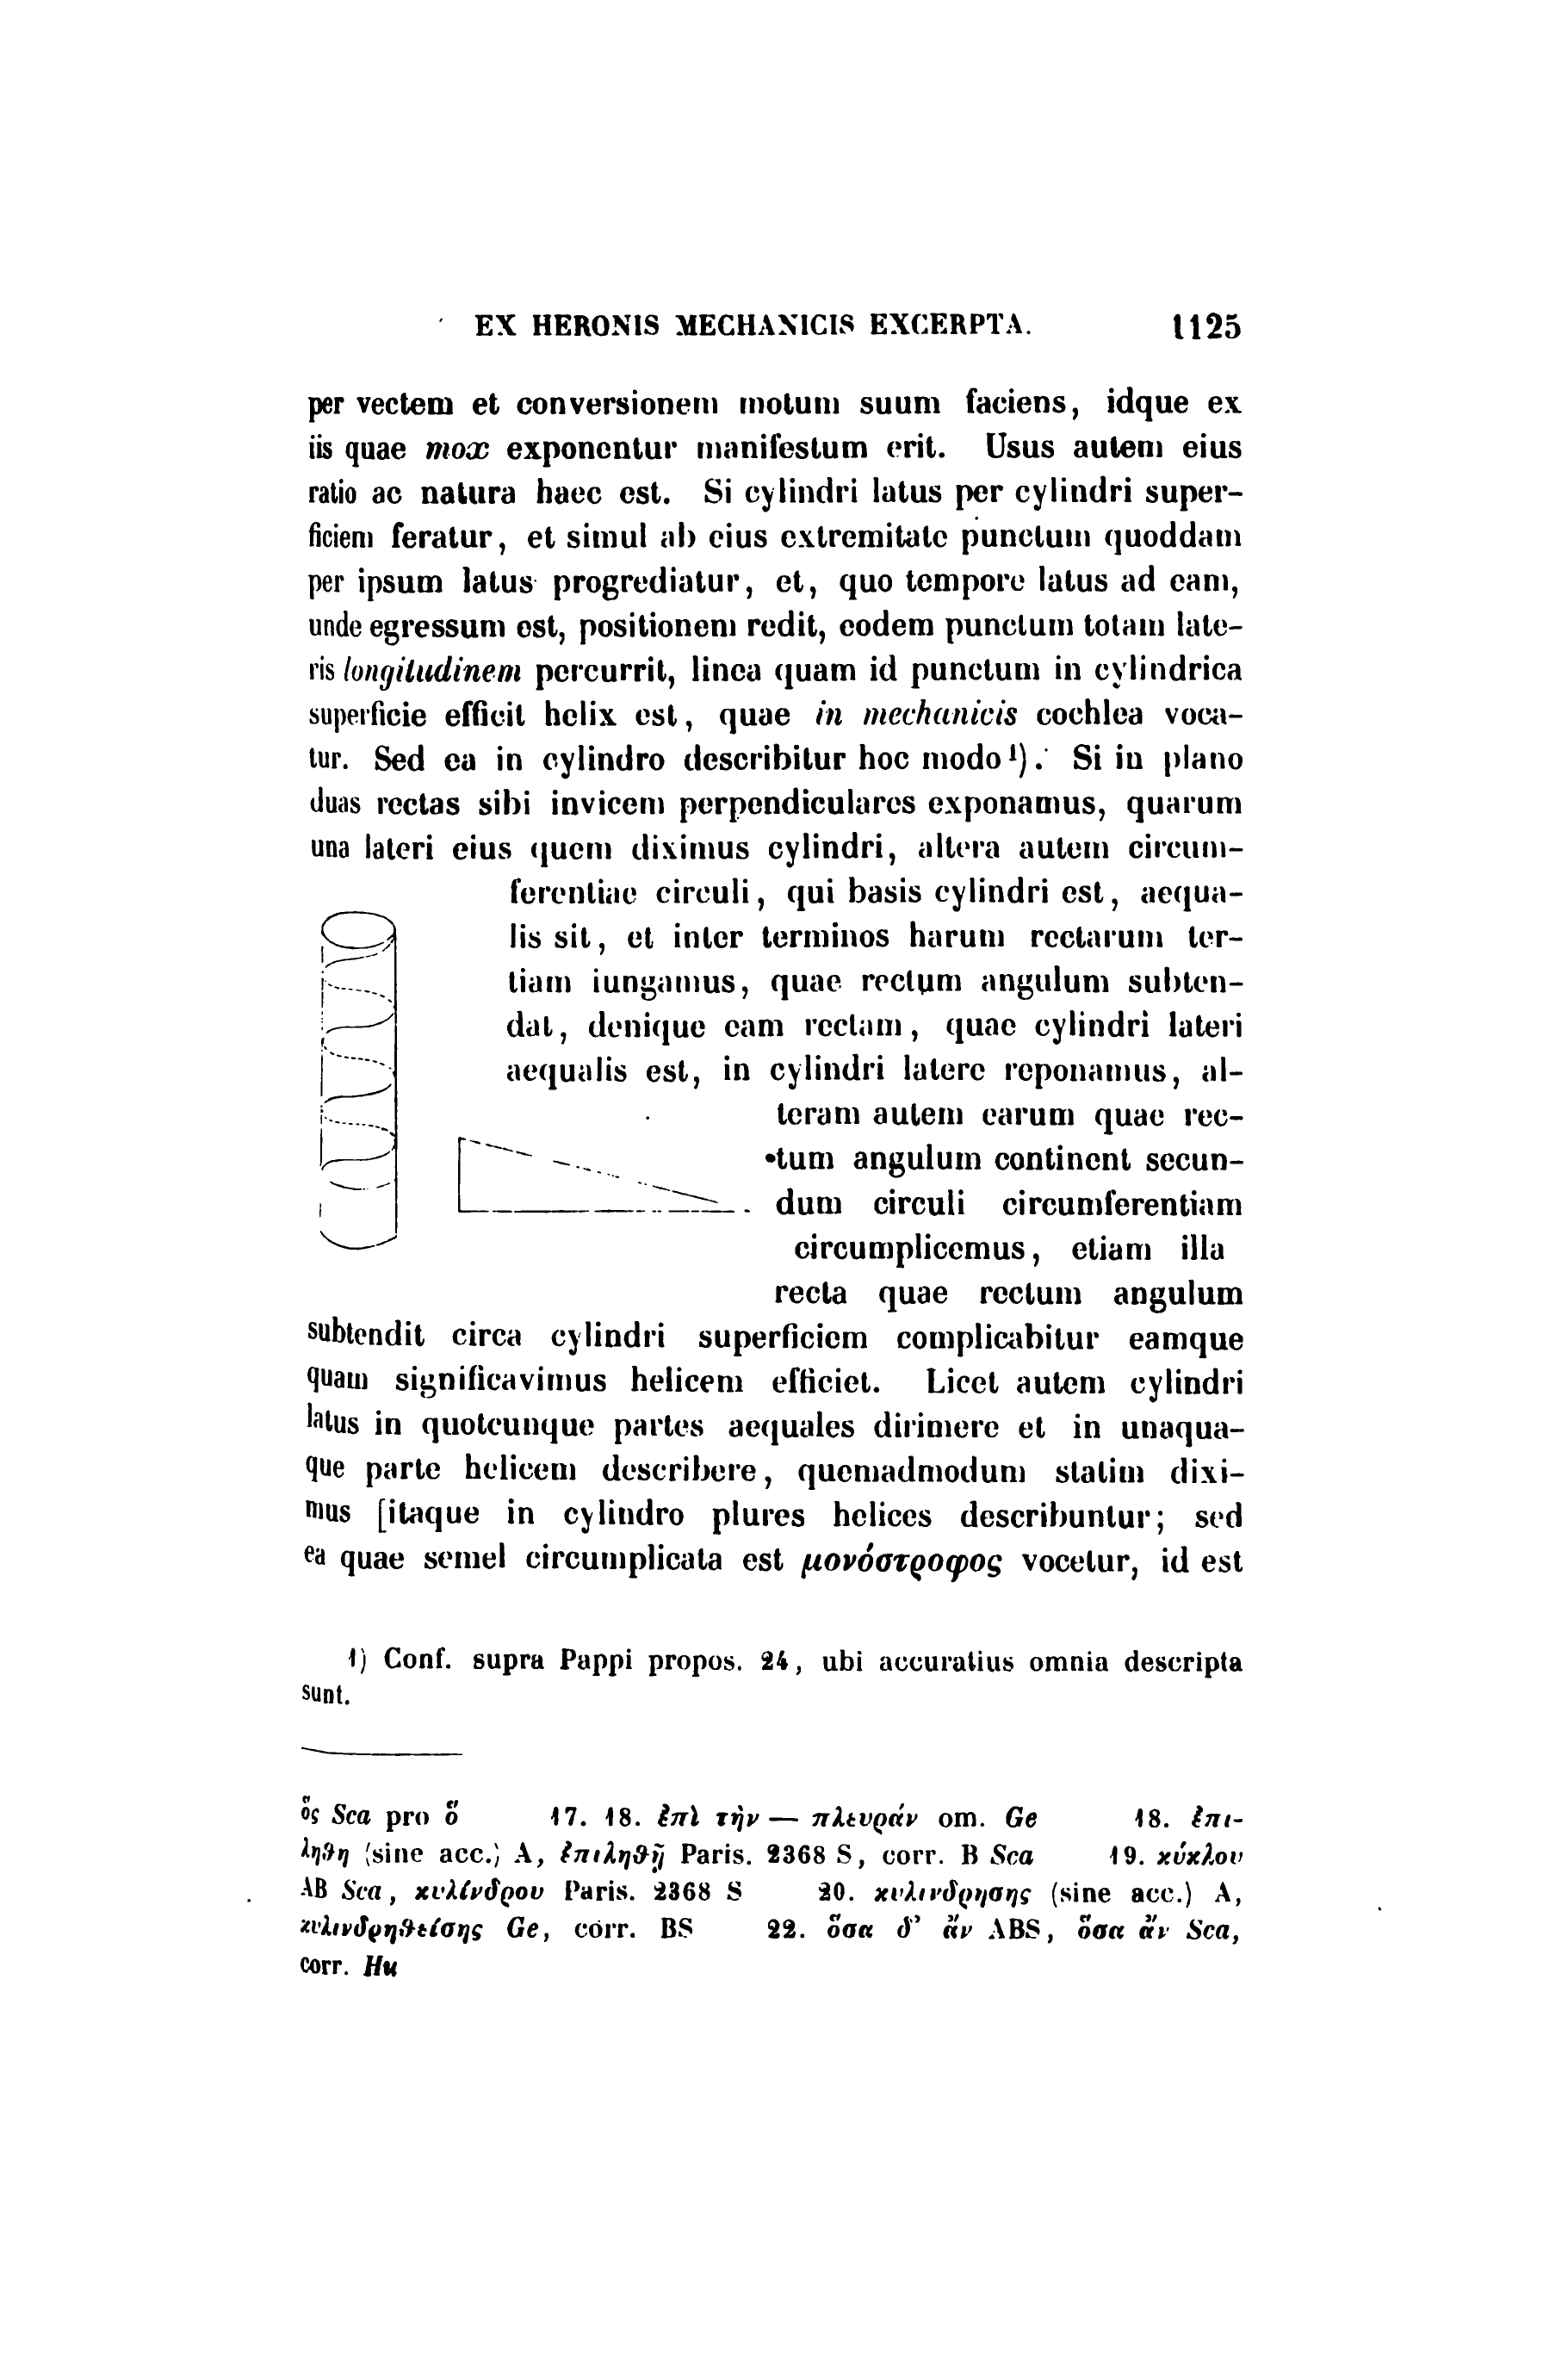 EX HERONIS MECHANICIS EXCERPTA. 1125
per vectem et conversionem motum suum faciens, idque ex
iis quae mox exponentur manifestum erit. Usus autem eius
ratio ac natura haec est. Si cylindri latus per cylindri super-
ficiem feratur, et simul ab eius extremitate punctum quoddam
per ipsum latus progrediatur, et, quo tempore latus ad eam,
unde egressum est, positionem redit, eodem punctum totam late-
ris longitudinem percurrit, linea quam id punctum in cylindrica
superficie efficit helix est, quae in mechanicis cochlea voca-
tur. Sed ea in cylindro describitur hoc modo¹). Si in plano
duas rectas sibi invicem perpendiculares exponamus, quarum
una lateri eius quem diximus cylindri, altera autem circum-
ferentiae circuli, qui basis cylindri est, aequa-
lis sit, et inter terminos harum rectarum ter-
tiam iungamus, quae rectum angulum subten-
dat, denique eam rectam, quae cylindri lateri
aequalis est, in cylindri latere reponamus, al-
teram autem earum quae rec-
tum angulum continent secun-
dum circuli circumferentiam
circumplicemus, etiam illa
recta quae rectum angulum
subtendit circa cylindri superficiem complicabitur eamque
quam significavimus helicem efficiet. Licet autem cylindri
latus in quotcunque partes aequales dirimere et in unaqua-
que parte helicem describere, quemadmodum statim dixi-
mus [itaque in cylindro plures helices describuntur; sed
ea quae semel circumplicata est μονόστροφος vocetur, id est
1) Conf. supra Pappi propos. 24, ubi accuratius omnia descripta
sunt.
ὅς Sca pro ὅ 17. 18. ἐπὶ τὴν — πλευράν om. Ge 18. ἐπι-
ληθη (sine acc.) A, ἐπιληθῇ Paris. 2368 S, corr. B Sca 19. κύκλου
AB Sca, κυλίνδρου Paris. 2368 S 20. κυλινδρησης (sine acc.) A,
κυλινδρηθείσης Ge, corr. BS 22. ὅσα δ' ἂν ABS, ὅσα ἂν Sca,
corr. Hu